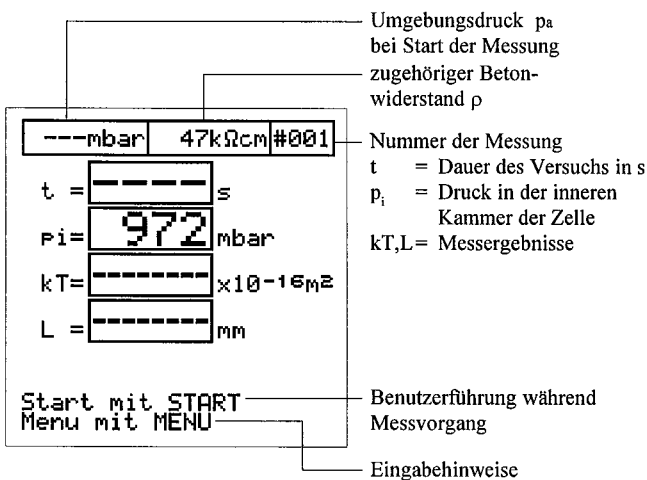 Umgebungsdruck pa
bei Start der Messung
zugehöriger Beton-
widerstand ρ
---mbar 47kΩcm #001
Nummer der Messung
t = Dauer des Versuchs in s
pi = Druck in der inneren
Kammer der Zelle
kT,L= Messergebnisse
t = ---- s
pi= 972 mbar
kT= ------- x10-16m2
L = ------- mm
Start mit START
Menu mit MENU
Benutzerführung während
Messvorgang
Eingabehinweise